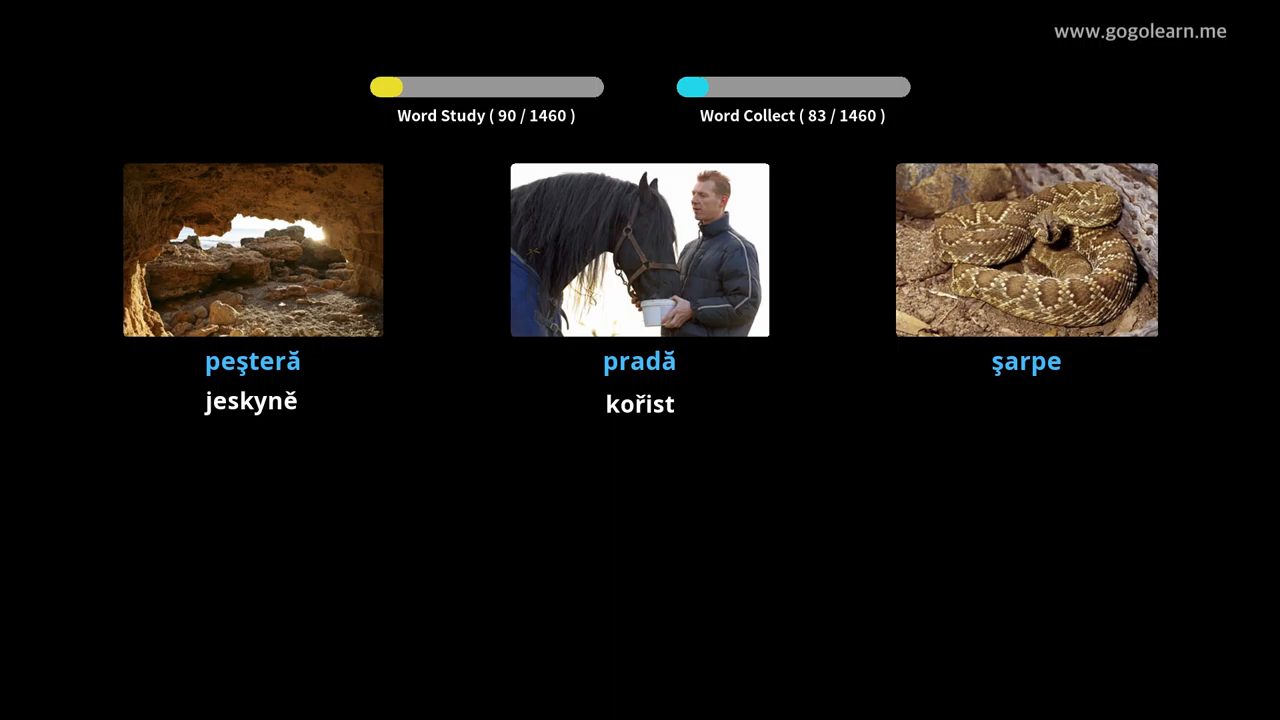 www.gogolearn.me
Word Study ( 90 / 1460 )
Word Collect ( 83 / 1460 )
peşteră
pradă
şarpe
jeskyně
kořist